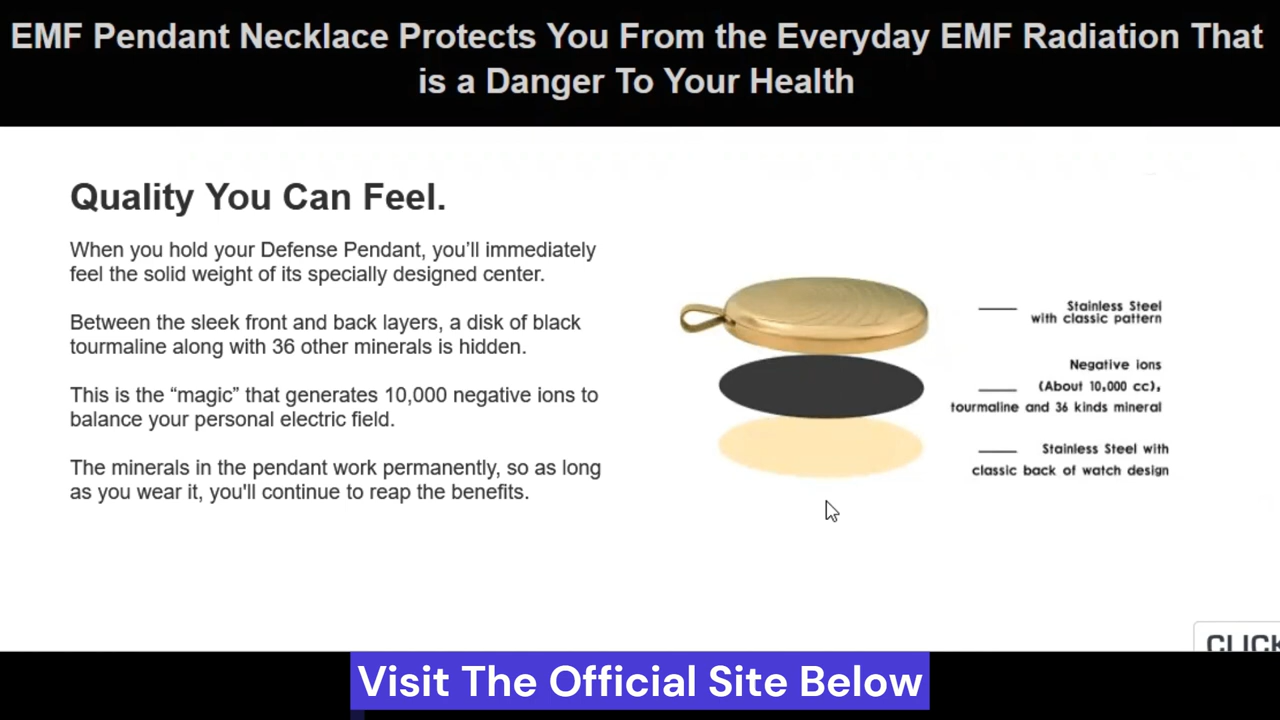 EMF Pendant Necklace Protects You From the Everyday EMF Radiation That
is a Danger To Your Health
Quality You Can Feel.
When you hold your Defense Pendant, you'll immediately
feel the solid weight of its specially designed center.
Between the sleek front and back layers, a disk of black
tourmaline along with 36 other minerals is hidden.
This is the “magic” that generates 10,000 negative ions to
balance your personal electric field.
The minerals in the pendant work permanently, so as long
as you wear it, you'll continue to reap the benefits.
Stainless Steel
with classic pattern
Negative ions
(About 10,000 cc),
tourmaline and 36 kinds mineral
Stainless Steel with
classic back of watch design
Visit The Official Site Below